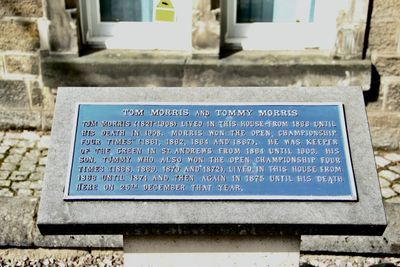 TOM MORRIS AND TOMMY MORRIS
TOM MORRIS (1821-1908) LIVED IN THIS HOUSE FROM 1866 UNTIL
HIS DEATH IN 1908. MORRIS WON THE OPEN CHAMPIONSHIP
FOUR TIMES (1861, 1862, 1864 AND 1867). HE WAS KEEPER
OF THE GREEN IN ST. ANDREWS FROM 1864 UNTIL 1903. HIS
SON, TOMMY WHO ALSO WON THE OPEN CHAMPIONSHIP FOUR
TIMES (1868, 1869, 1870 AND 1872), LIVED IN THIS HOUSE FROM
1866 UNTIL 1874 AND THEN AGAIN IN 1875 UNTIL HIS DEATH
HERE ON 25TH DECEMBER THAT YEAR.